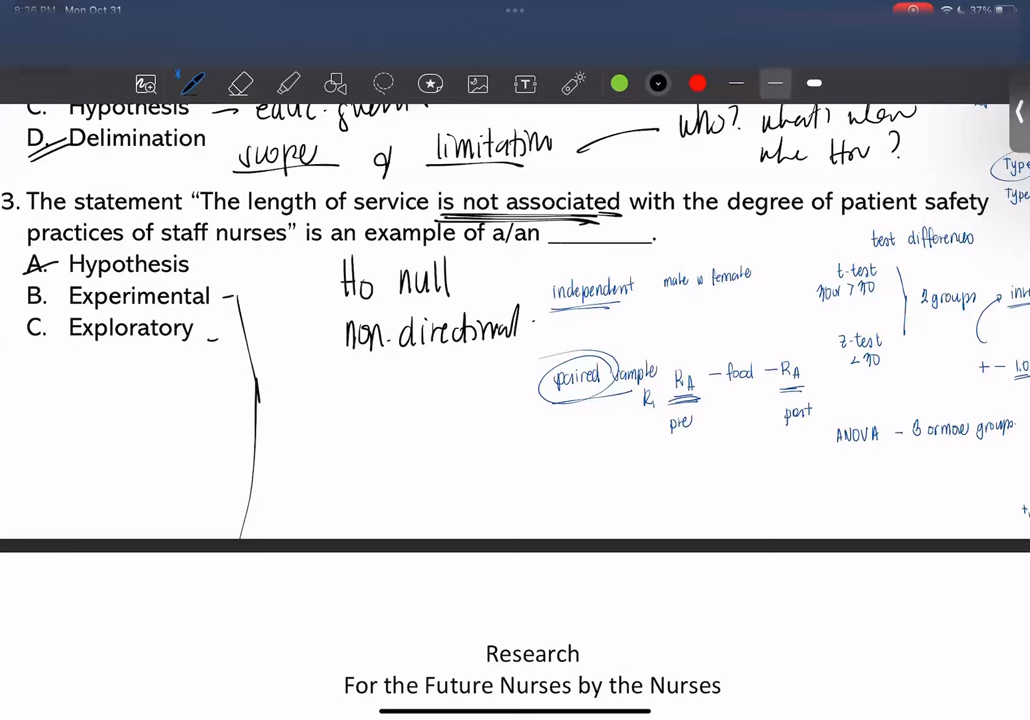 8:36 PM Mon Oct 31
37%
C. Hypothesis
D. Delimination
scope of limitation
who? what?
How?
3. The statement “The length of service is not associated with the degree of patient safety
practices of staff nurses” is an example of a/an _________.
A. Hypothesis
B. Experimental
C. Exploratory
Ho null
non-directional
independent male vs female
paired sample RA – food – RA
pre
post
test differences
t-test
2 groups
z-test
<30
+ –
ANOVA – 3 or more groups.
Research
For the Future Nurses by the Nurses